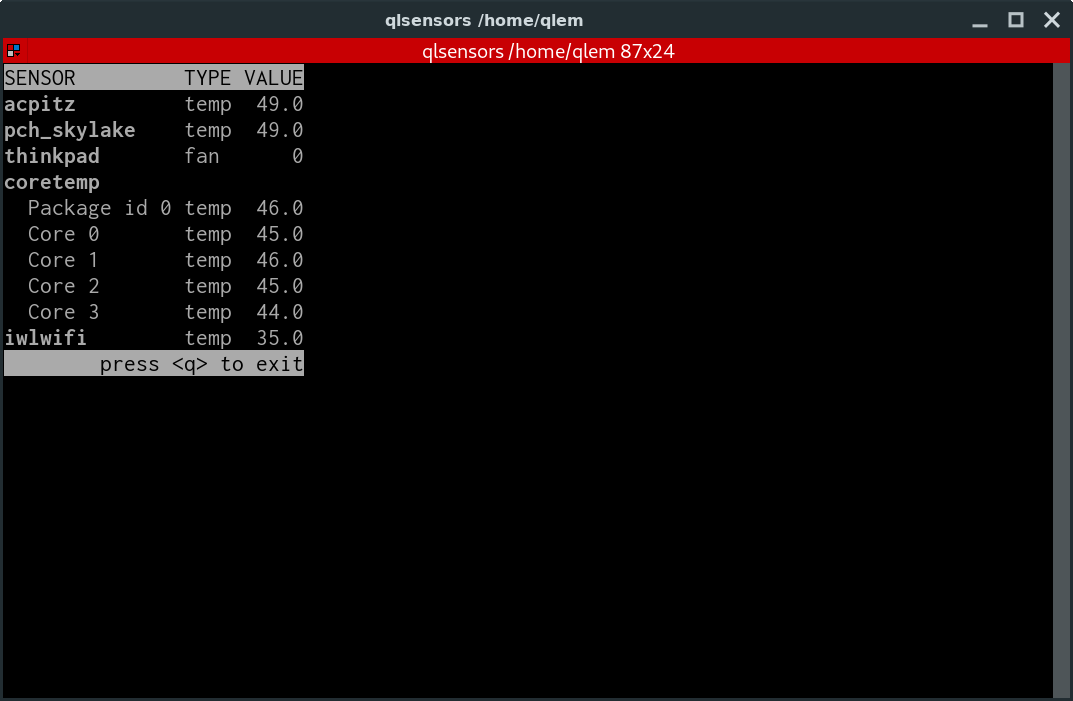 qlsensors /home/qlem
qlsensors /home/qlem 87x24
SENSOR         TYPE VALUE
acpitz         temp  49.0
pch_skylake    temp  49.0
thinkpad       fan      0
coretemp
  Package id 0 temp  46.0
  Core 0       temp  45.0
  Core 1       temp  46.0
  Core 2       temp  45.0
  Core 3       temp  44.0
iwlwifi        temp  35.0
        press <q> to exit